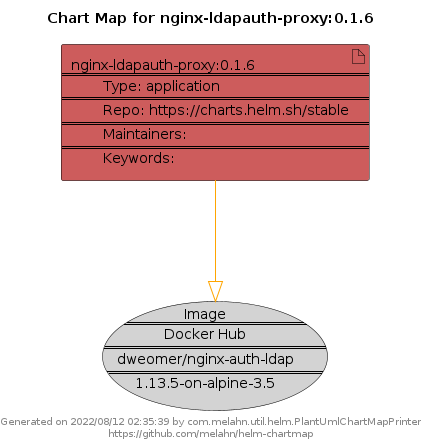 Chart Map for nginx-ldapauth-proxy:0.1.6
nginx-ldapauth-proxy:0.1.6
Type: application
Repo: https://charts.helm.sh/stable
Maintainers:
Keywords:
Image
Docker Hub
dweomer/nginx-auth-ldap
1.13.5-on-alpine-3.5
Generated on 2022/08/12 02:35:39 by com.melahn.util.helm.PlantUmlChartMapPrinter
https://github.com/melahn/helm-chartmap